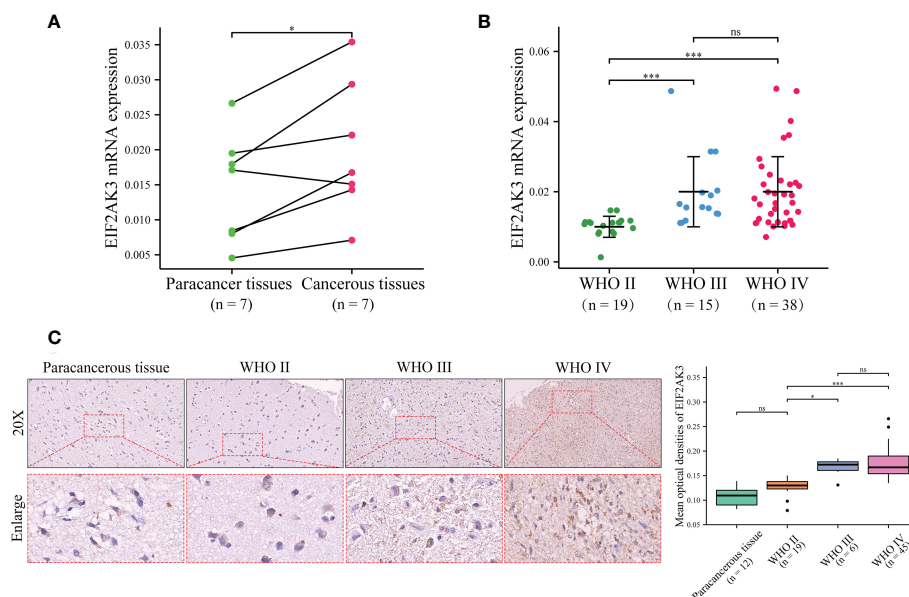 A
EIF2AK3 mRNA expression
0.035
0.030
0.025
0.020
0.015
0.010
0.005
*
Paracancer tissues
(n = 7)
Cancerous tissues
(n = 7)
B
EIF2AK3 mRNA expression
0.06
0.04
0.02
0.00
ns
***
***
WHO II
(n = 19)
WHO III
(n = 15)
WHO IV
(n = 38)
C
Paracancerous tissue
WHO II
WHO III
WHO IV
20X
Enlarge
Mean optical densities of EIF2AK3
0.35
0.30
0.25
0.20
0.15
0.10
0.05
ns
***
*
ns
Paracancerous tissue
(n = 12)
WHO II
(n = 19)
WHO III
(n = 6)
WHO IV
(n = 45)